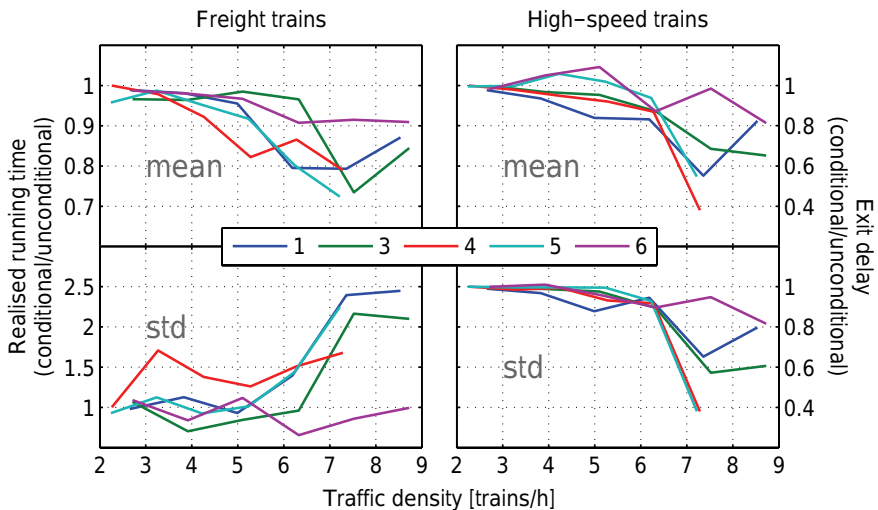 Freight trains
High−speed trains
Realised running time
(conditional/unconditional)
1
0.9
0.8
0.7
mean
mean
1
0.8
0.6
0.4
Exit delay
(conditional/unconditional)
1 3 4 5 6
2.5
2
1.5
1
std
std
1
0.8
0.6
0.4
2 3 4 5 6 7 8 9
2 3 4 5 6 7 8 9
Traffic density [trains/h]